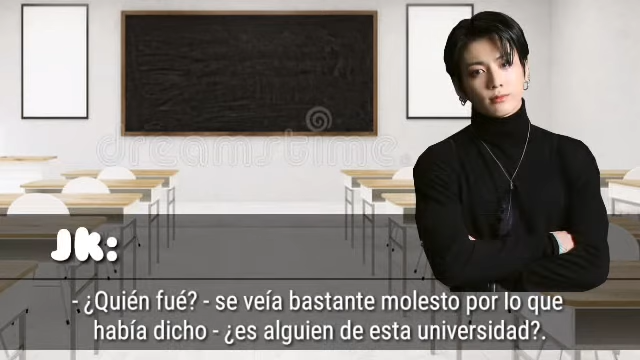 dreamstime.
JK:
- ¿Quién fué? - se veía bastante molesto por lo que
había dicho - ¿es alguien de esta universidad?.